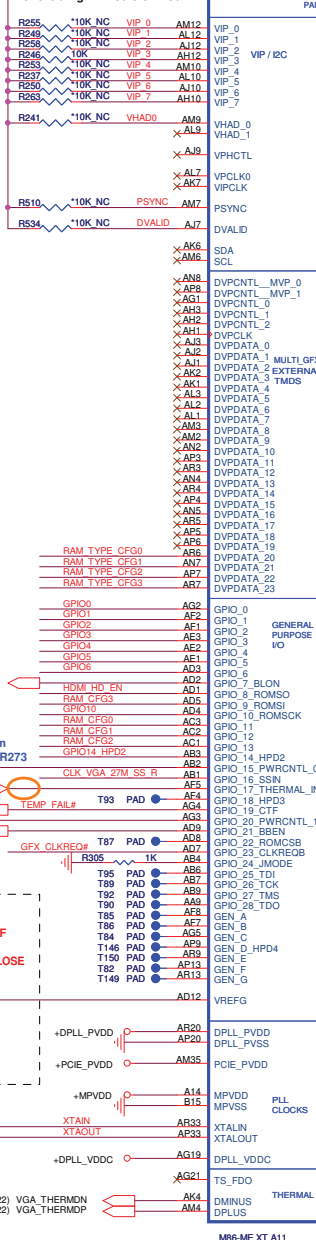 PA
R255 *10K_NC VIP_0 AM12 VIP_0
R249 *10K_NC VIP_1 AL12 VIP_1
R258 *10K_NC VIP_2 AJ12 VIP_2
R246 10K VIP_3 AH12 VIP_3
R253 *10K_NC VIP_4 AM10 VIP_4
R237 *10K_NC VIP_5 AL10 VIP_5
R250 *10K_NC VIP_6 AJ10 VIP_6
R263 *10K_NC VIP_7 AH10 VIP_7
VIP / I2C
R241 *10K_NC VHAD0 AM9 VHAD_0
AL9 VHAD_1
AJ9 VPHCTL
AL7 VPCLK0
AK7 VIPCLK
R510 *10K_NC PSYNC AM7 PSYNC
R534 *10K_NC DVALID AJ7 DVALID
AK6 SDA
AM6 SCL
AN8 DVPCNTL__MVP_0
AP8 DVPCNTL__MVP_1
AG1 DVPCNTL_0
AH3 DVPCNTL_1
AH2 DVPCNTL_2
AH1 DVPCLK
AJ3 DVPDATA_0
AJ2 DVPDATA_1
AJ1 DVPDATA_2
AK2 DVPDATA_3
AK1 DVPDATA_4
AL3 DVPDATA_5
AL2 DVPDATA_6
AL1 DVPDATA_7
AM3 DVPDATA_8
AM2 DVPDATA_9
AN2 DVPDATA_10
AP3 DVPDATA_11
AR3 DVPDATA_12
AN4 DVPDATA_13
AR4 DVPDATA_14
AP4 DVPDATA_15
AN5 DVPDATA_16
AR5 DVPDATA_17
AP5 DVPDATA_18
AP6 DVPDATA_19
MULTI_GFX
EXTERNA
TMDS
RAM_TYPE_CFG0 AR6 DVPDATA_20
RAM_TYPE_CFG1 AN7 DVPDATA_21
RAM_TYPE_CFG2 AP7 DVPDATA_22
RAM_TYPE_CFG3 AR7 DVPDATA_23
GPIO0 AG2 GPIO_0
GPIO1 AF2 GPIO_1
GPIO2 AF1 GPIO_2
GPIO3 AE3 GPIO_3
GPIO4 AE2 GPIO_4
GPIO5 AE1 GPIO_5
GPIO6 AD3 GPIO_6
GENERAL
PURPOSE
I/O
AD2 GPIO_7_BLON
HDMI_HD_EN AD1 GPIO_8_ROMSO
RAM_CFG3 AD5 GPIO_9_ROMSI
GPIO10 AD4 GPIO_10_ROMSCK
RAM_CFG0 AC3 GPIO_11
RAM_CFG1 AC2 GPIO_12
RAM_CFG2 AC1 GPIO_13
GPIO14_HPD2 AB3 GPIO_14_HPD2
AB2 GPIO_15_PWRCNTL_0
m
R273
CLK_VGA_27M_SS_R AB1 GPIO_16_SSIN
AF5 GPIO_17_THERMAL_IN
T93 PAD AF4 GPIO_18_HPD3
TEMP_FAIL# AG4 GPIO_19_CTF
AG3 GPIO_20_PWRCNTL_1
AD9 GPIO_21_BBEN
T87 PAD AD8 GPIO_22_ROMCSB
GFX_CLKREQ# AD7 GPIO_23_CLKREQB
R305 1K AB4 GPIO_24_JMODE
T95 PAD AB6 GPIO_25_TDI
T89 PAD AB7 GPIO_26_TCK
T92 PAD AB9 GPIO_27_TMS
T90 PAD AA9 GPIO_28_TDO
T85 PAD AF8 GEN_A
T86 PAD AF7 GEN_B
T84 PAD AG5 GEN_C
T146 PAD AP9 GEN_D_HPD4
T150 PAD AR9 GEN_E
T82 PAD AP13 GEN_F
T149 PAD AR13 GEN_G
F
LOSE
AD12 VREFG
+DPLL_PVDD AR20 DPLL_PVDD
AP20 DPLL_PVSS
+PCIE_PVDD AM35 PCIE_PVDD
+MPVDD A14 MPVDD
B15 MPVSS
PLL
CLOCKS
XTAIN AR33 XTALIN
XTAOUT AP33 XTALOUT
+DPLL_VDDC AG19 DPLL_VDDC
AG21 TS_FDO
22) VGA_THERMDN AK4 DMINUS
22) VGA_THERMDP AM4 DPLUS
THERMAL
M86-ME XT A11